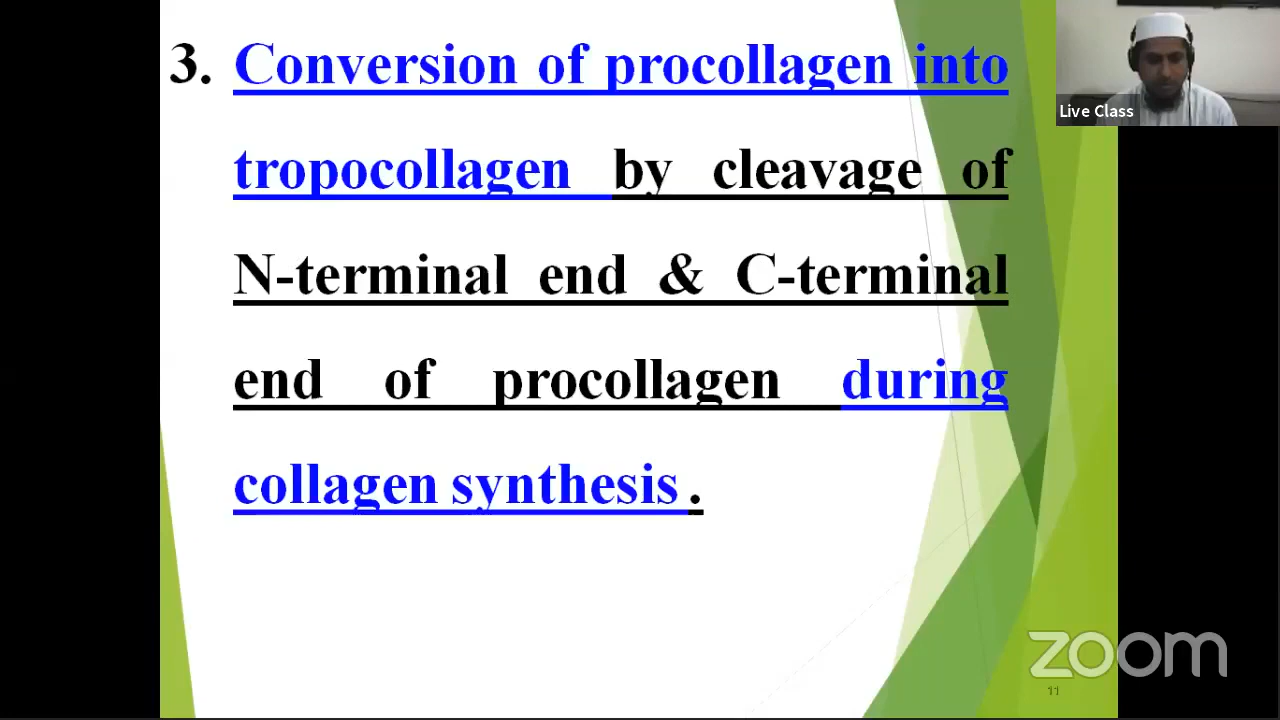 3. Conversion of procollagen into
tropocollagen by cleavage of
N-terminal end & C-terminal
end of procollagen during
collagen synthesis .
Live Class
zoom
11